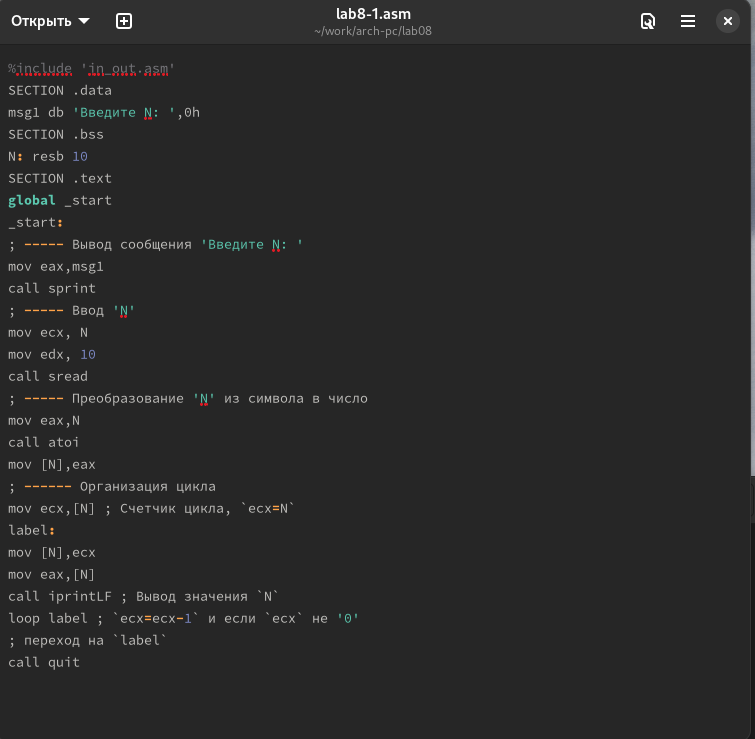 Открыть
lab8-1.asm
~/work/arch-pc/lab08
%include 'in_out.asm'
SECTION .data
msg1 db 'Введите N: ',0h
SECTION .bss
N: resb 10
SECTION .text
global _start
_start:
; ----- Вывод сообщения 'Введите N: '
mov eax,msg1
call sprint
; ----- Ввод 'N'
mov ecx, N
mov edx, 10
call sread
; ----- Преобразование 'N' из символа в число
mov eax,N
call atoi
mov [N],eax
; ------ Организация цикла
mov ecx,[N] ; Счетчик цикла, `ecx=N`
label:
mov [N],ecx
mov eax,[N]
call iprintLF ; Вывод значения `N`
loop label ; `ecx=ecx-1` и если `ecx` не '0'
; переход на `label`
call quit